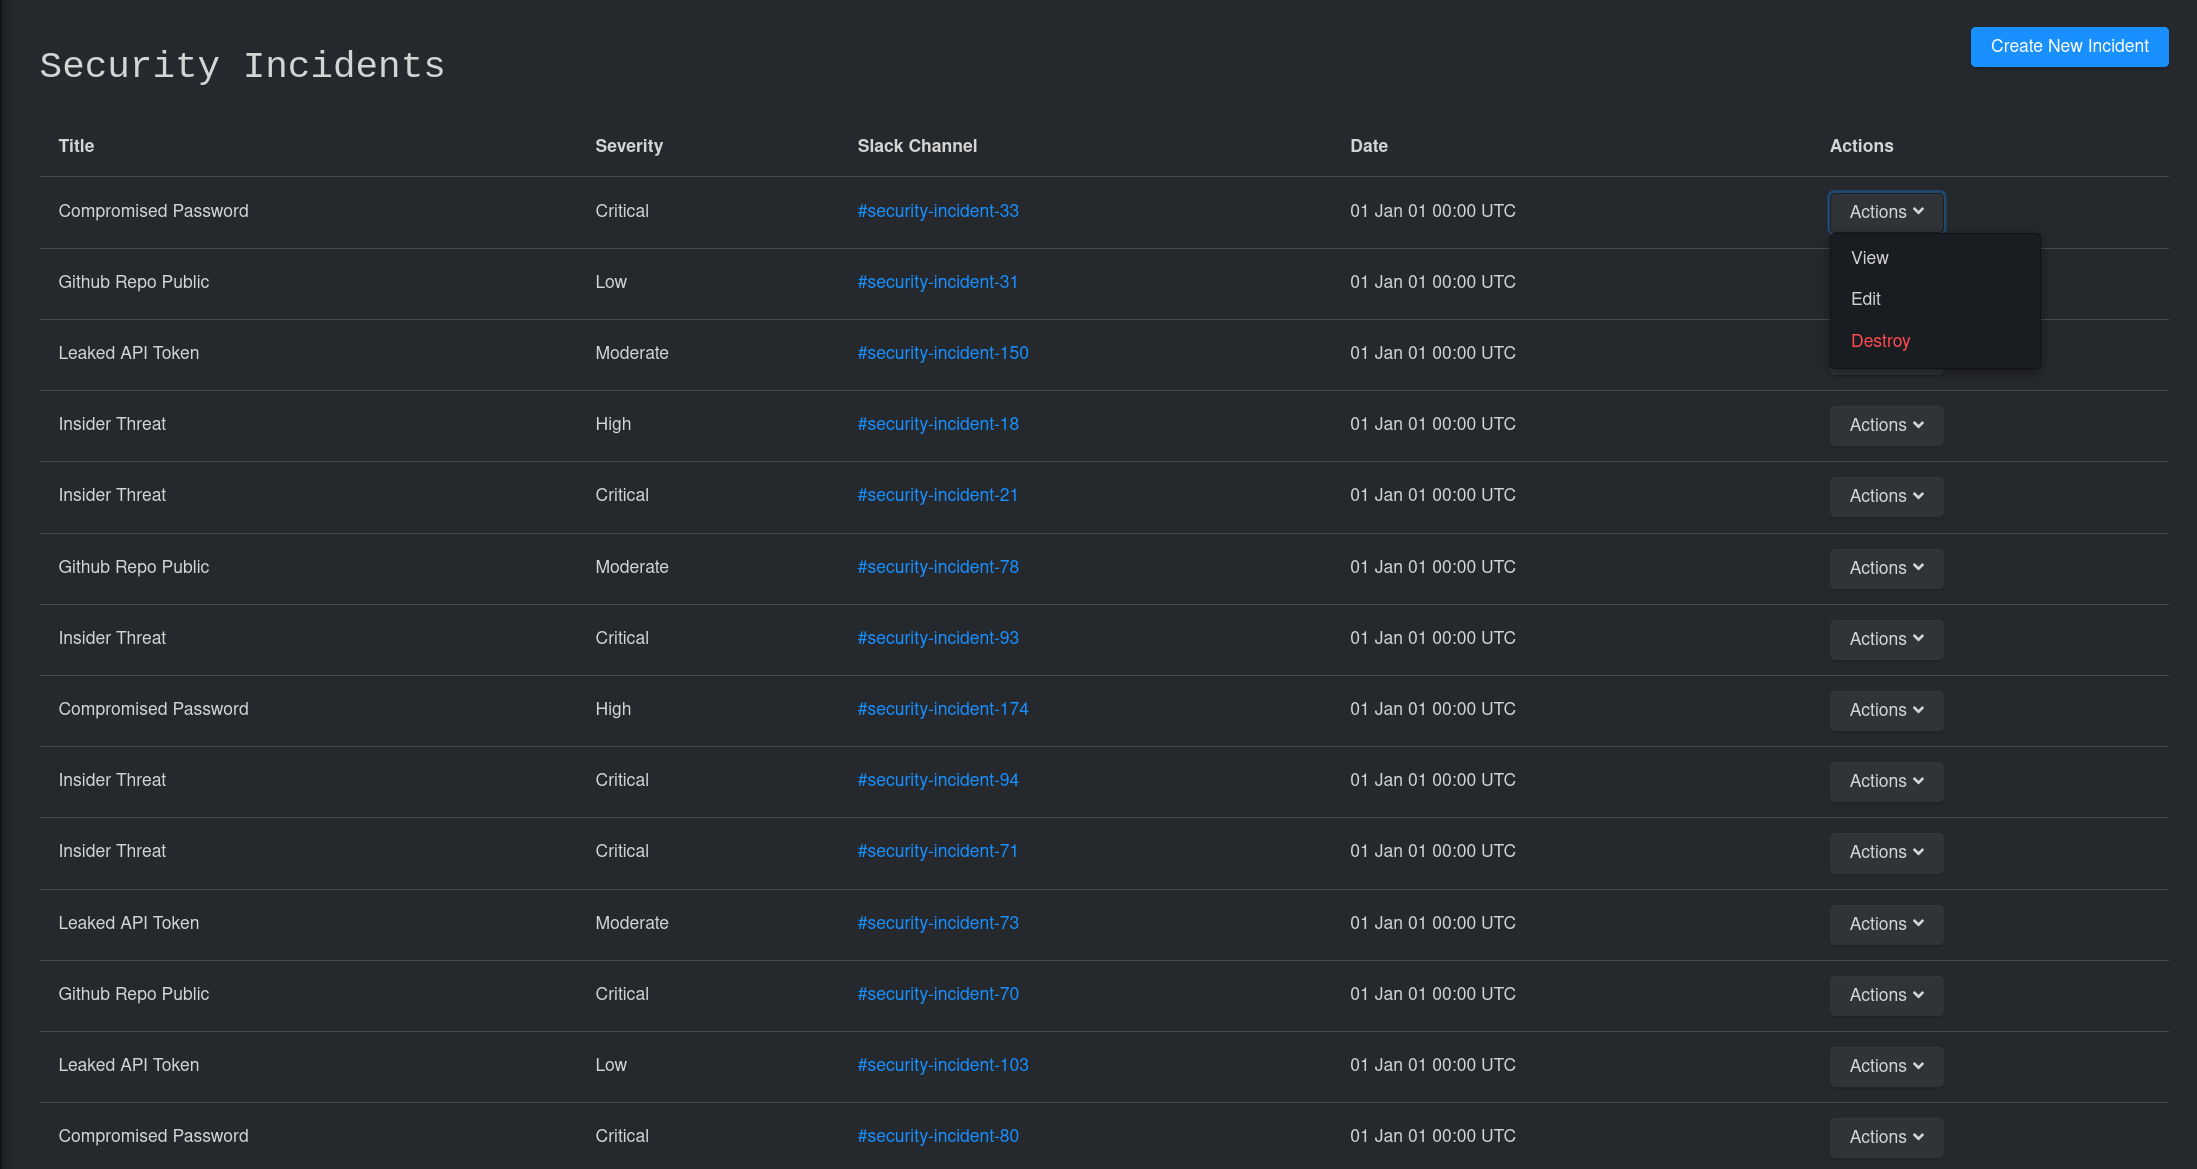 Create New Incident
Security Incidents
Title Severity Slack Channel Date Actions
Compromised Password Critical #security-incident-33 01 Jan 01 00:00 UTC Actions
View
Github Repo Public Low #security-incident-31 01 Jan 01 00:00 UTC
Edit
Destroy
Leaked API Token Moderate #security-incident-150 01 Jan 01 00:00 UTC
Insider Threat High #security-incident-18 01 Jan 01 00:00 UTC Actions
Insider Threat Critical #security-incident-21 01 Jan 01 00:00 UTC Actions
Github Repo Public Moderate #security-incident-78 01 Jan 01 00:00 UTC Actions
Insider Threat Critical #security-incident-93 01 Jan 01 00:00 UTC Actions
Compromised Password High #security-incident-174 01 Jan 01 00:00 UTC Actions
Insider Threat Critical #security-incident-94 01 Jan 01 00:00 UTC Actions
Insider Threat Critical #security-incident-71 01 Jan 01 00:00 UTC Actions
Leaked API Token Moderate #security-incident-73 01 Jan 01 00:00 UTC Actions
Github Repo Public Critical #security-incident-70 01 Jan 01 00:00 UTC Actions
Leaked API Token Low #security-incident-103 01 Jan 01 00:00 UTC Actions
Compromised Password Critical #security-incident-80 01 Jan 01 00:00 UTC Actions